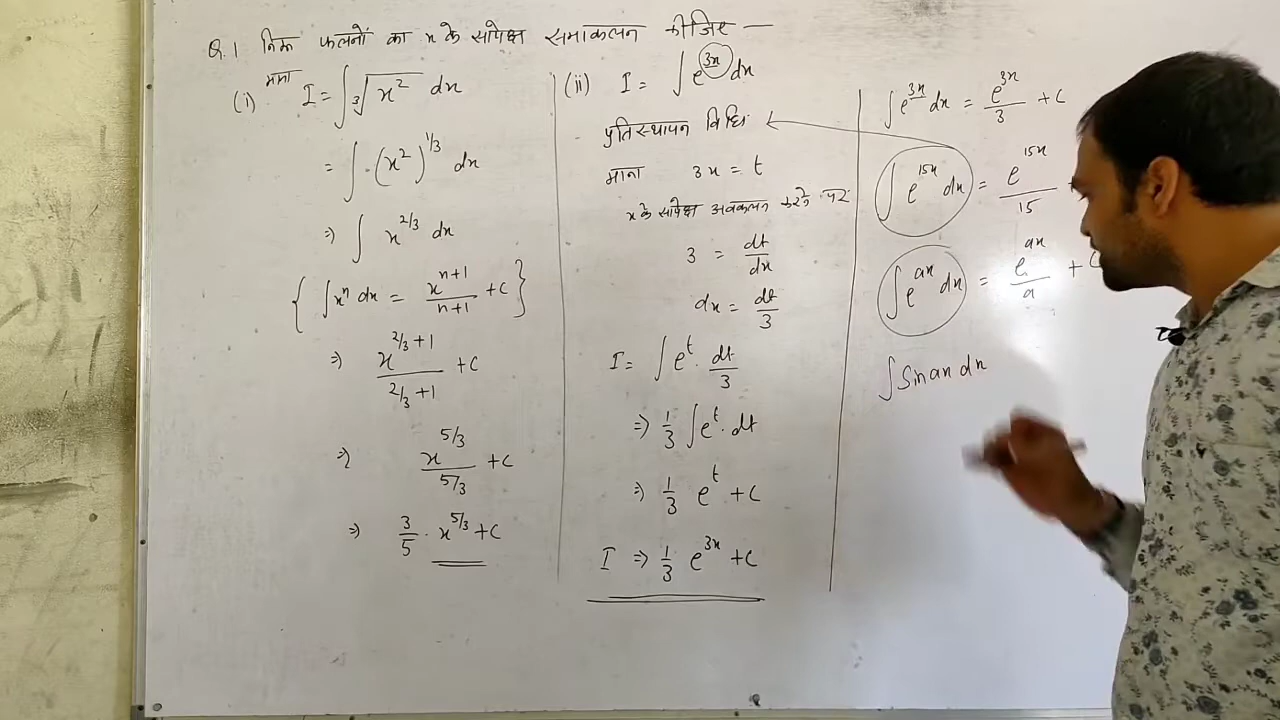 Q.1 निम्न फलनों का x के सापेक्ष समाकलन कीजिए —
(i) माना I = ∫ ∛(x²) dx
= ∫ (x²)^{1/3} dx
⇒ ∫ x^{2/3} dx
{ ∫ xⁿ dx = x^{n+1}/(n+1) + C }
⇒ x^{2/3+1}/(2/3+1) + C
⇒ x^{5/3}/(5/3) + C
⇒ 3/5 · x^{5/3} + C
(ii) I = ∫ e^{3x} dx
प्रतिस्थापन विधि
माना 3x = t
x के सापेक्ष अवकलन करने पर
3 = dt/dx
dx = dt/3
I = ∫ e^t · dt/3
⇒ 1/3 ∫ e^t · dt
⇒ 1/3 e^t + C
I ⇒ 1/3 e^{3x} + C
∫ e^{3x} dx = e^{3x}/3 + C
∫ e^{15x} dx = e^{15x}/15
∫ e^{ax} dx = e^{ax}/a + C
∫ Sin ax dx